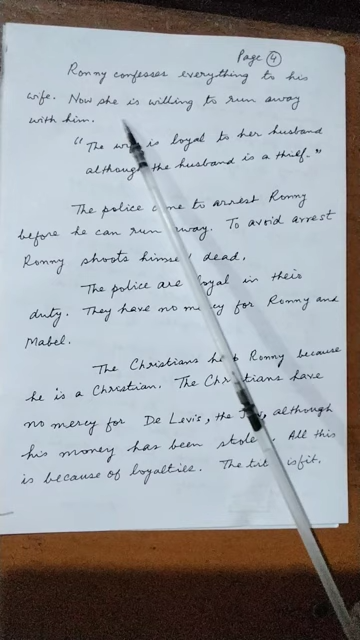 Page 4
Ronny confesses everything to his
wife. Now she is willing to run away
with him.
"The is loyal to her husband
although the husband is a thief."
The police to arrest Ronny
before he can run away. To avoid arrest
Ronny shoots himself dead.
The police are loyal in their
duty. They have no mercy for Ronny and
Mabel.
The Christians Ronny because
he is a Christian. The Christians have
no mercy for De Levis, the although
his money has been . All this
is because of loyalties. The is fit.